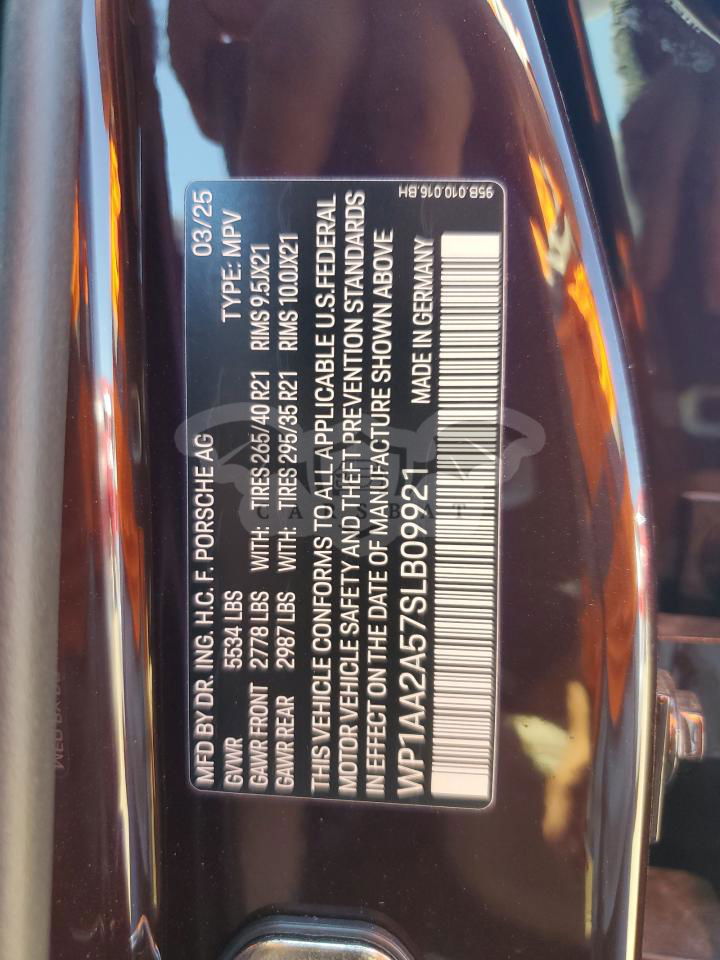 MFD BY DR. ING. H.C. F. PORSCHE AG 03/25
GVWR 5534 LBS TYPE: MPV
GAWR FRONT 2778 LBS WITH: TIRES 265/40 R21 RIMS 9.5JX21
GAWR REAR 2987 LBS WITH: TIRES 295/35 R21 RIMS 10.0JX21
THIS VEHICLE CONFORMS TO ALL APPLICABLE U.S.FEDERAL
MOTOR VEHICLE SAFETY AND THEFT PREVENTION STANDARDS
IN EFFECT ON THE DATE OF MANUFACTURE SHOWN ABOVE
WP1AA2A57SLB09921 MADE IN GERMANY
95B.010.016.BH